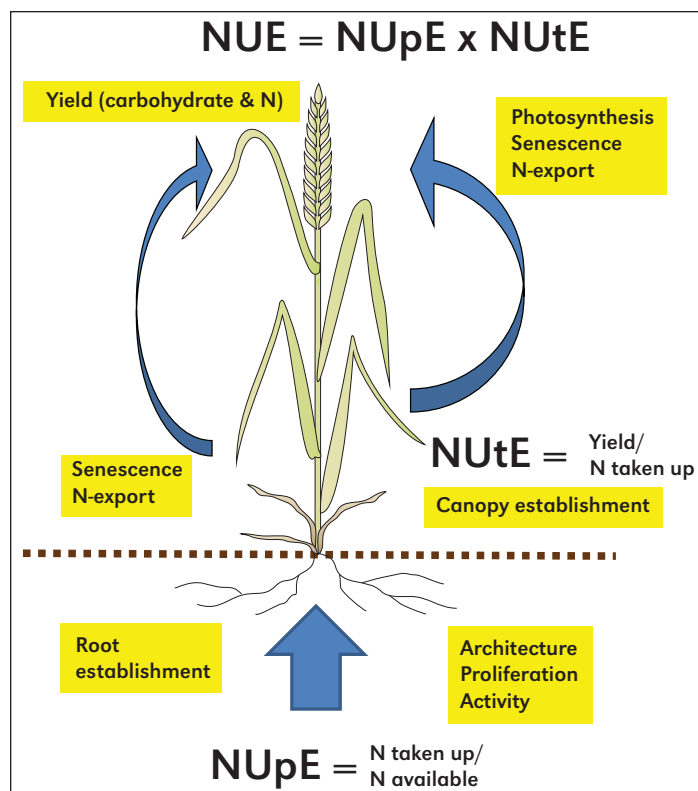 NUE = NUpE x NUtE
Yield (carbohydrate & N)
Photosynthesis
Senescence
N-export
NUtE = Yield/
N taken up
Senescence
N-export
Canopy establishment
Root
establishment
Architecture
Proliferation
Activity
NUpE = N taken up/
N available